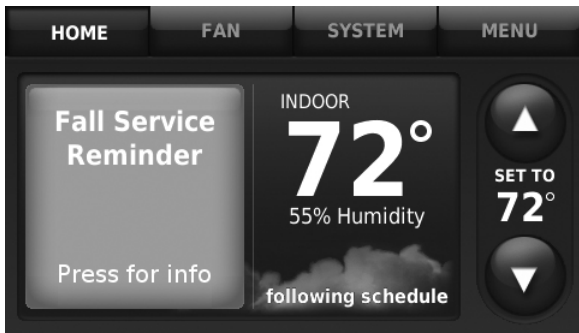 HOME
FAN
SYSTEM
MENU
Fall Service
Reminder
Press for info
INDOOR
72°
55% Humidity
following schedule
SET TO
72°